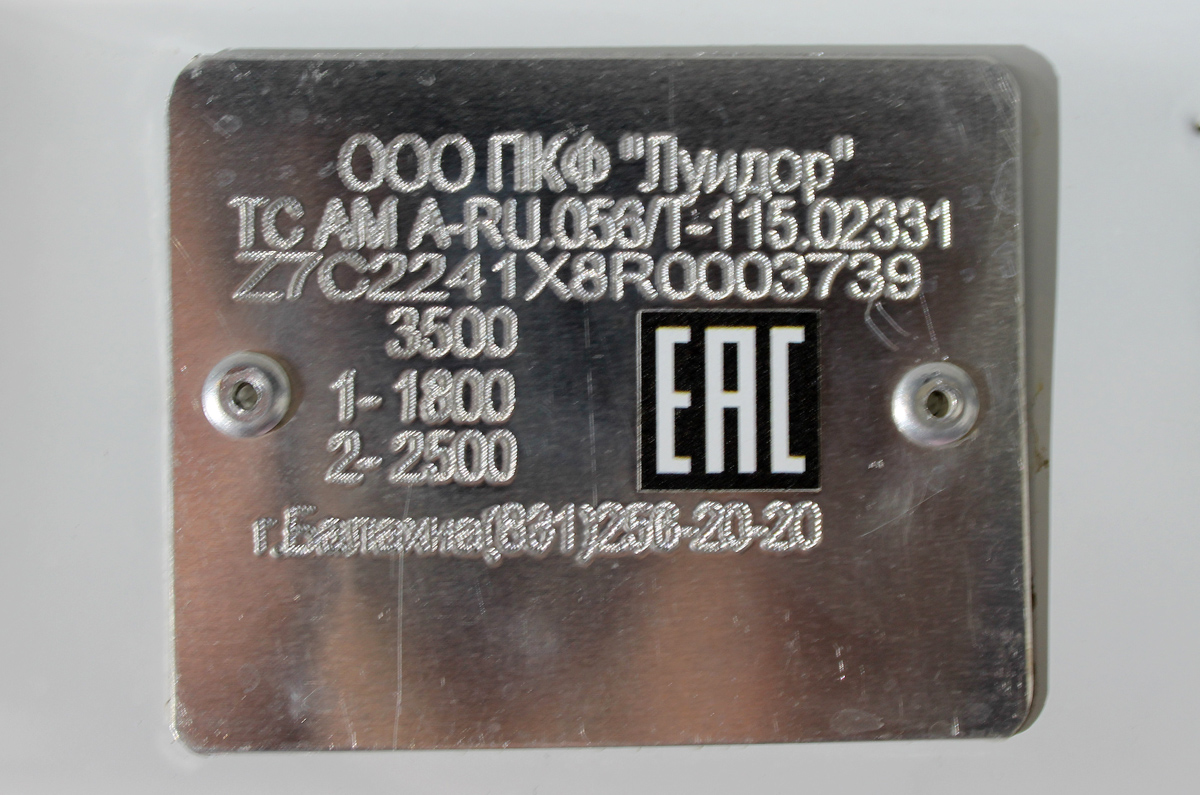 ООО ПКФ "Луидор"
ТС АМ А-RU.056/Т-115.02331
Z7C2241X8R0003739
3500
1- 1800
2- 2500
EAC
г.Балахна(831)256-20-20